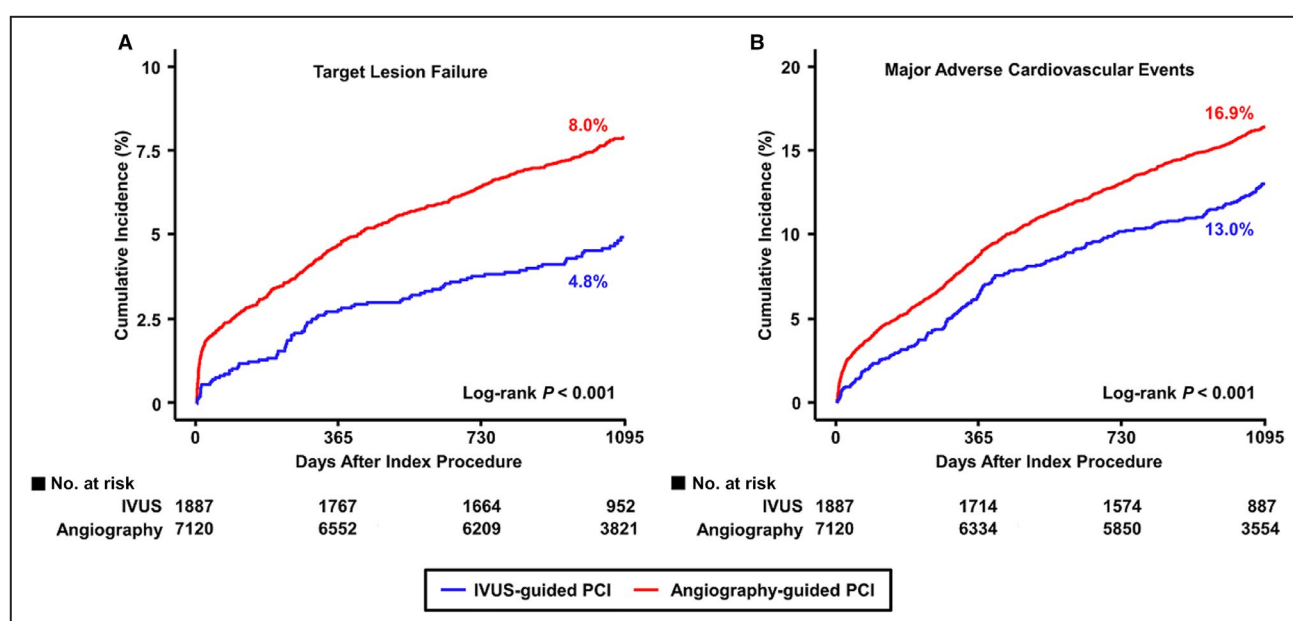 A
Target Lesion Failure
10
7.5
5
2.5
0
Cumulative Incidence (%)
8.0%
4.8%
Log-rank P < 0.001
0 365 730 1095
Days After Index Procedure
No. at risk
IVUS 1887 1767 1664 952
Angiography 7120 6552 6209 3821
B
Major Adverse Cardiovascular Events
20
15
10
5
0
Cumulative Incidence (%)
16.9%
13.0%
Log-rank P < 0.001
0 365 730 1095
Days After Index Procedure
No. at risk
IVUS 1887 1714 1574 887
Angiography 7120 6334 5850 3554
IVUS-guided PCI Angiography-guided PCI